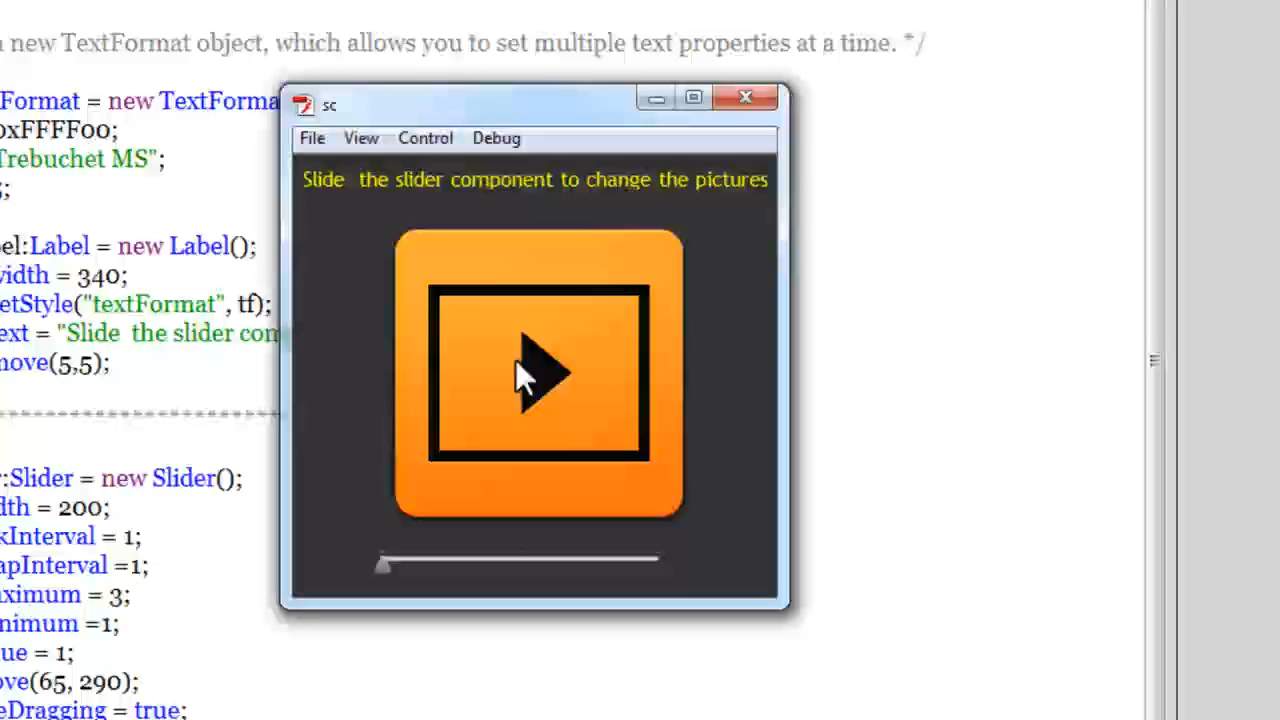 new TextFormat object, which allows you to set multiple text properties at a time. */
Format = new TextForma
oxFFFF00;
Trebuchet MS";
;
el:Label = new Label();
width = 340;
etStyle("textFormat", tf);
ext = "Slide the slider com
move(5,5);
:Slider = new Slider();
dth = 200;
kInterval = 1;
apInterval =1;
aximum = 3;
nimum =1;
ue = 1;
ove(65, 290);
eDragging = true;
sc
File View Control Debug
Slide the slider component to change the pictures